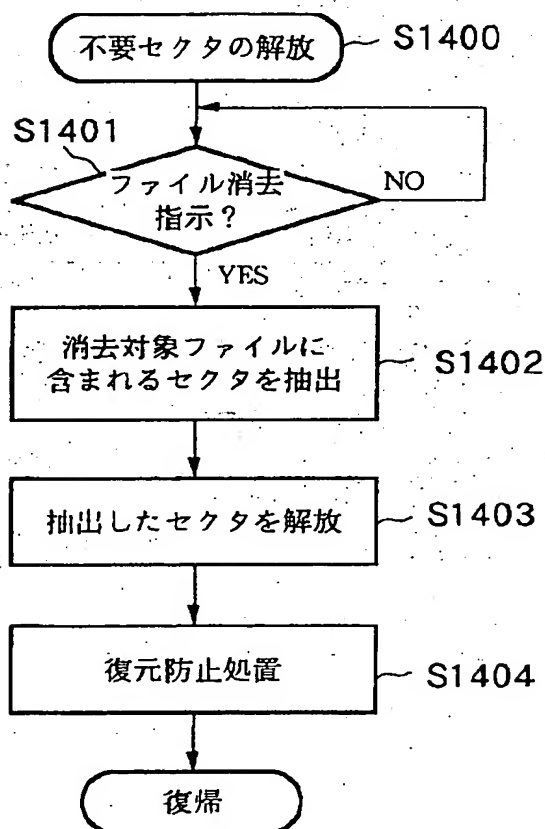 不要セクタの解放
S1400
S1401
ファイル消去
指示?
NO
YES
消去対象ファイルに
含まれるセクタを抽出
S1402
抽出したセクタを解放
S1403
復元防止処置
S1404
復帰